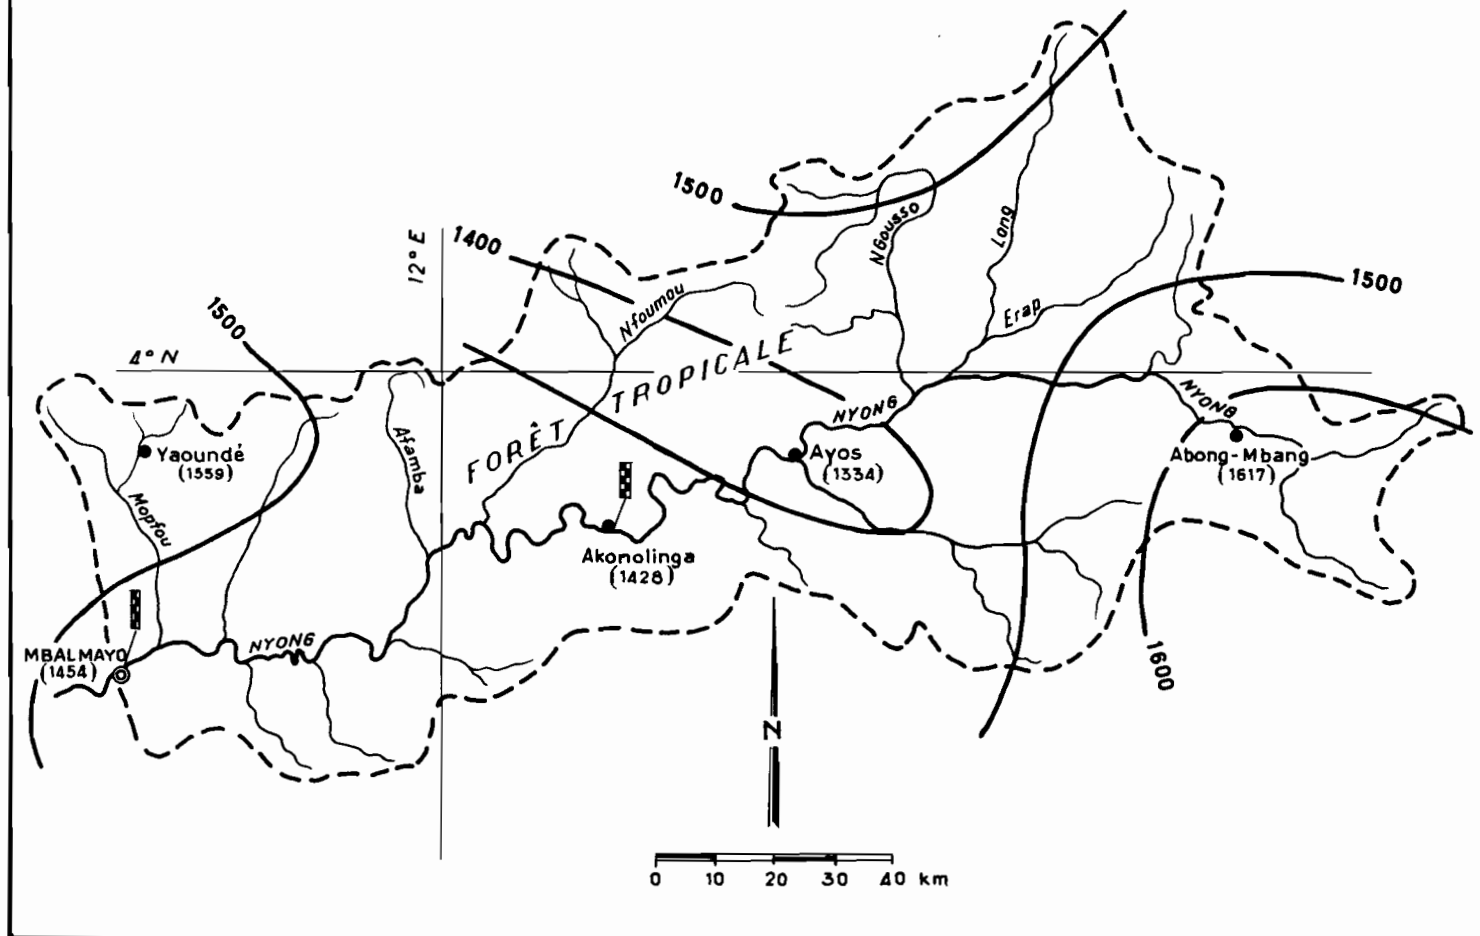 1500
1400
12° E
NGousso
Long
1500
1500
Nfoumou
Erap
4° N
FORÊT TROPICALE
NYONG
NYONG
Yaoundé
(1559)
Afamba
Ayos
(1334)
Abong-Mbang
(1617)
Mopfou
Akonolinga
(1428)
NYONG
MBALMAYO
(1454)
1600
N
0 10 20 30 40 km